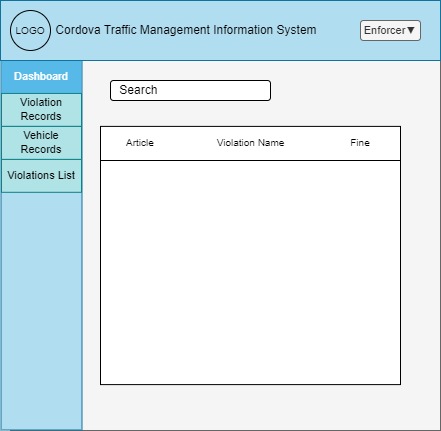 LOGO
Cordova Traffic Management Information System
Enforcer▼
Dashboard
Violation
Records
Vehicle
Records
Violations List
Search
Article Violation Name Fine